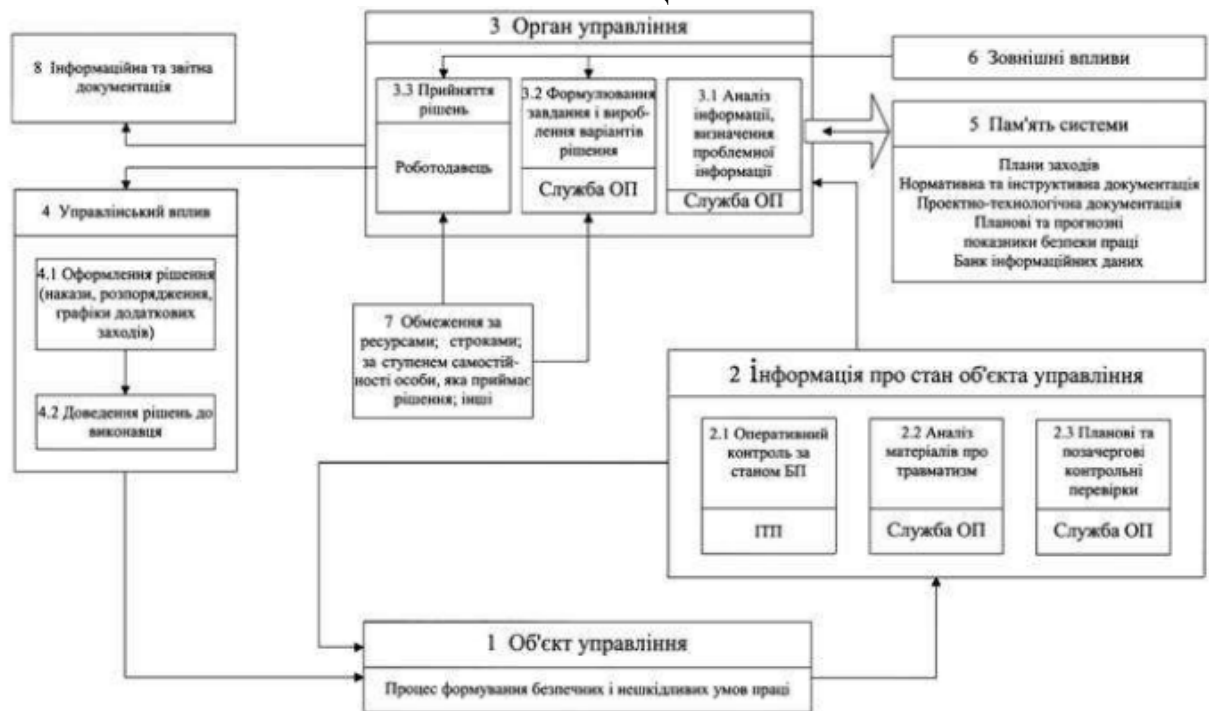 3 Орган управління
8 Інформаційна та звітна
документація
3.3 Прийняття
рішень
Роботодавець
3.2 Формулювання
завдання і вироб-
лення варіантів
рішення
Служба ОП
3.1 Аналіз
інформації,
визначення
проблемної
інформації
Служба ОП
6 Зовнішні впливи
5 Пам'ять системи
Плани заходів
Нормативна та інструктивна документація
Проектно-технологічна документація
Планові та прогнозні
показники безпеки праці
Банк інформаційних даних
4 Управлінський вплив
4.1 Оформлення рішення
(накази, розпорядження,
графіки додаткових
заходів)
4.2 Доведення рішень до
виконавця
7 Обмеження за
ресурсами; строками;
за ступенем самостій-
ності особи, яка приймає
рішення; інші
2 Інформація про стан об'єкта управління
2.1 Оперативний
контроль за
станом БП
ІТП
2.2 Аналіз
матеріалів про
травматизм
Служба ОП
2.3 Планові та
позачергові
контрольні
перевірки
Служба ОП
1 Об'єкт управління
Процес формування безпечних і нешкідливих умов праці